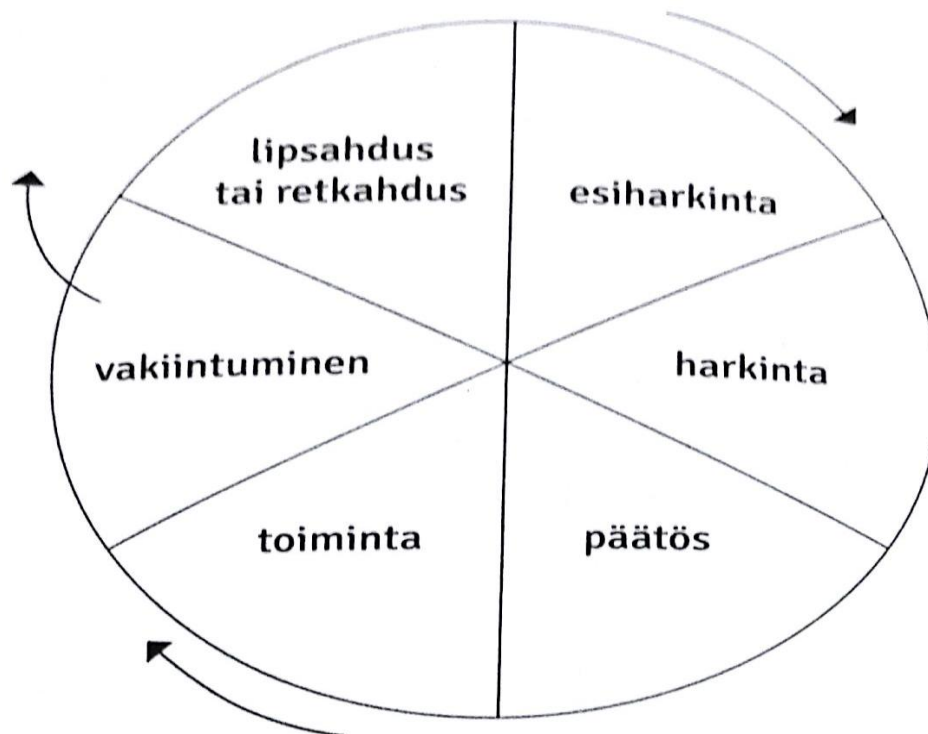 lipsahdus
tai retkahdus
esiharkinta
vakiintuminen
harkinta
toiminta
päätös